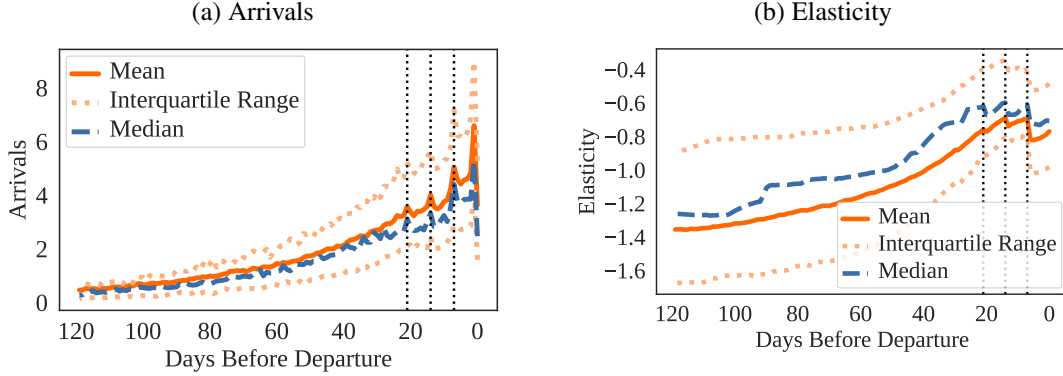 (a) Arrivals
Mean
Interquartile Range
Median
Arrivals
8
6
4
2
0
120
100
80
60
40
20
0
Days Before Departure
(b) Elasticity
Elasticity
−0.4
−0.6
−0.8
−1.0
−1.2
−1.4
−1.6
Mean
Interquartile Range
Median
120
100
80
60
40
20
0
Days Before Departure